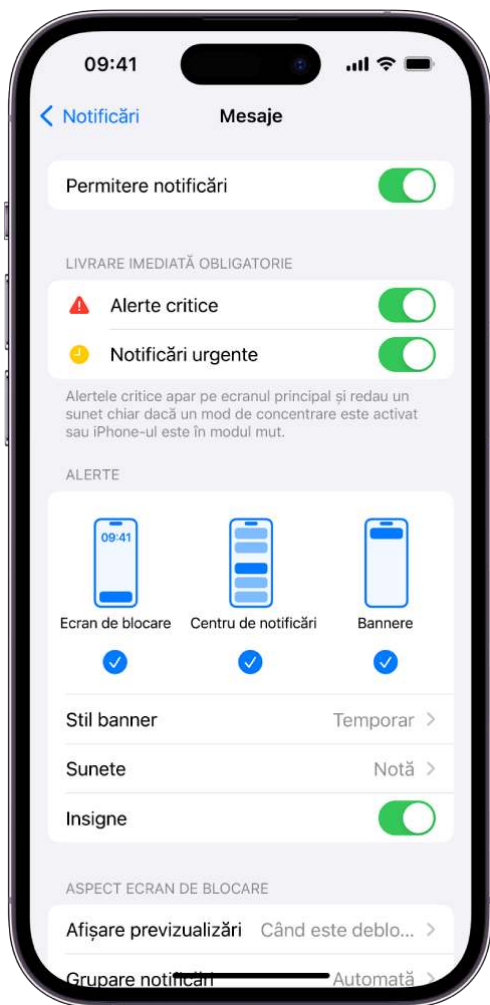 09:41
Notificări Mesaje
Permitere notificări
LIVRARE IMEDIATĂ OBLIGATORIE
Alerte critice
Notificări urgente
Alertele critice apar pe ecranul principal și redau un
sunet chiar dacă un mod de concentrare este activat
sau iPhone-ul este în modul mut.
ALERTE
09:41
Ecran de blocare Centru de notificări Bannere
Stil banner Temporar
Sunete Notă
Insigne
ASPECT ECRAN DE BLOCARE
Afișare previzualizări Când este deblo...
Grupare notificări Automată